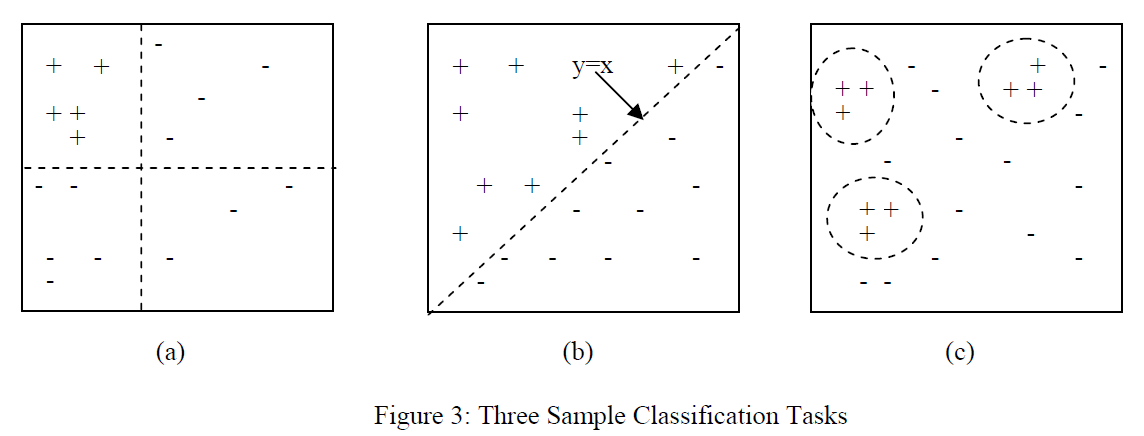 y=x
(a)
(b)
(c)
Figure 3: Three Sample Classification Tasks